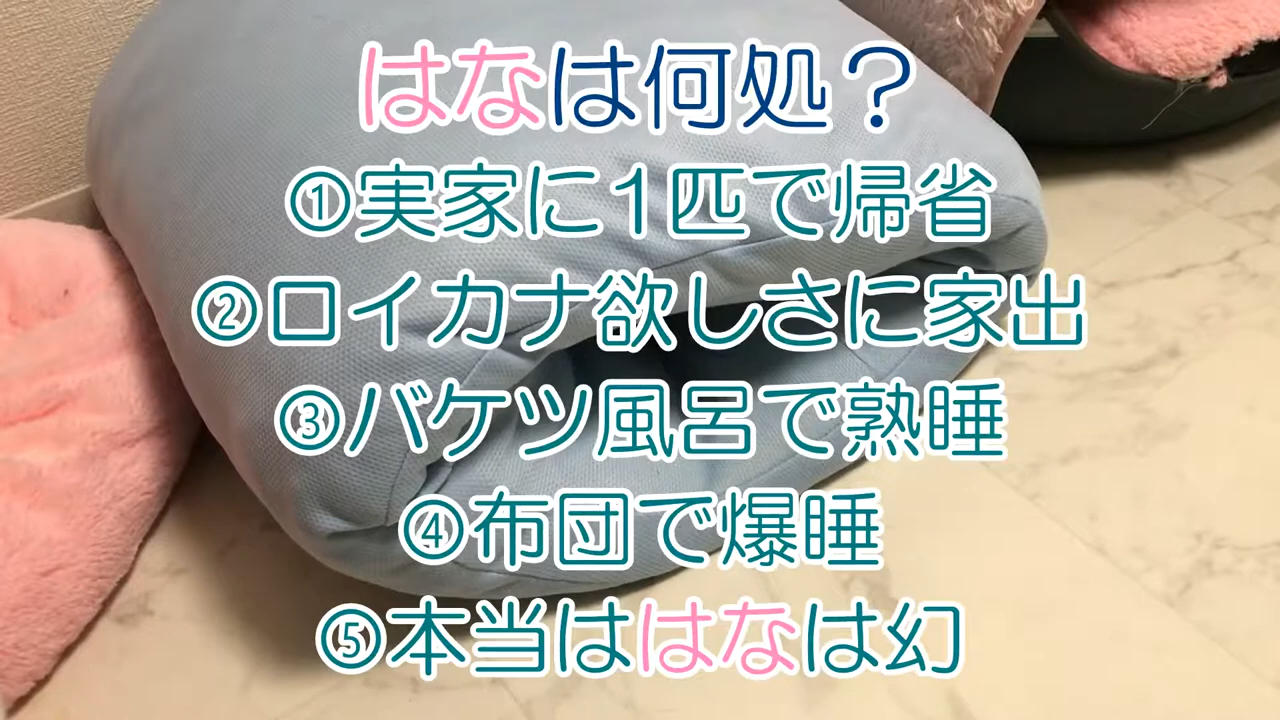 はなは何処？
①実家に1匹で帰省
②ロイカナ欲しさに家出
③バケツ風呂で熟睡
④布団で爆睡
⑤本当ははなは幻